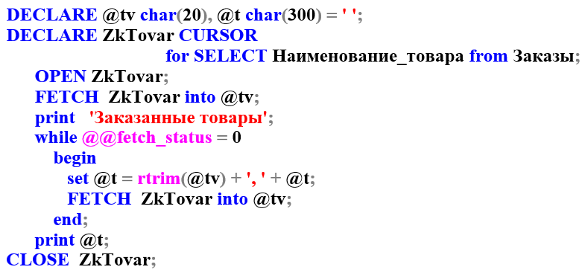 DECLARE @tv char(20), @t char(300) = ' ';
DECLARE ZkTovar CURSOR
for SELECT Наименование_товара from Заказы;
OPEN ZkTovar;
FETCH ZkTovar into @tv;
print 'Заказанные товары';
while @@fetch_status = 0
begin
set @t = rtrim(@tv) + ', ' + @t;
FETCH ZkTovar into @tv;
end;
print @t;
CLOSE ZkTovar;